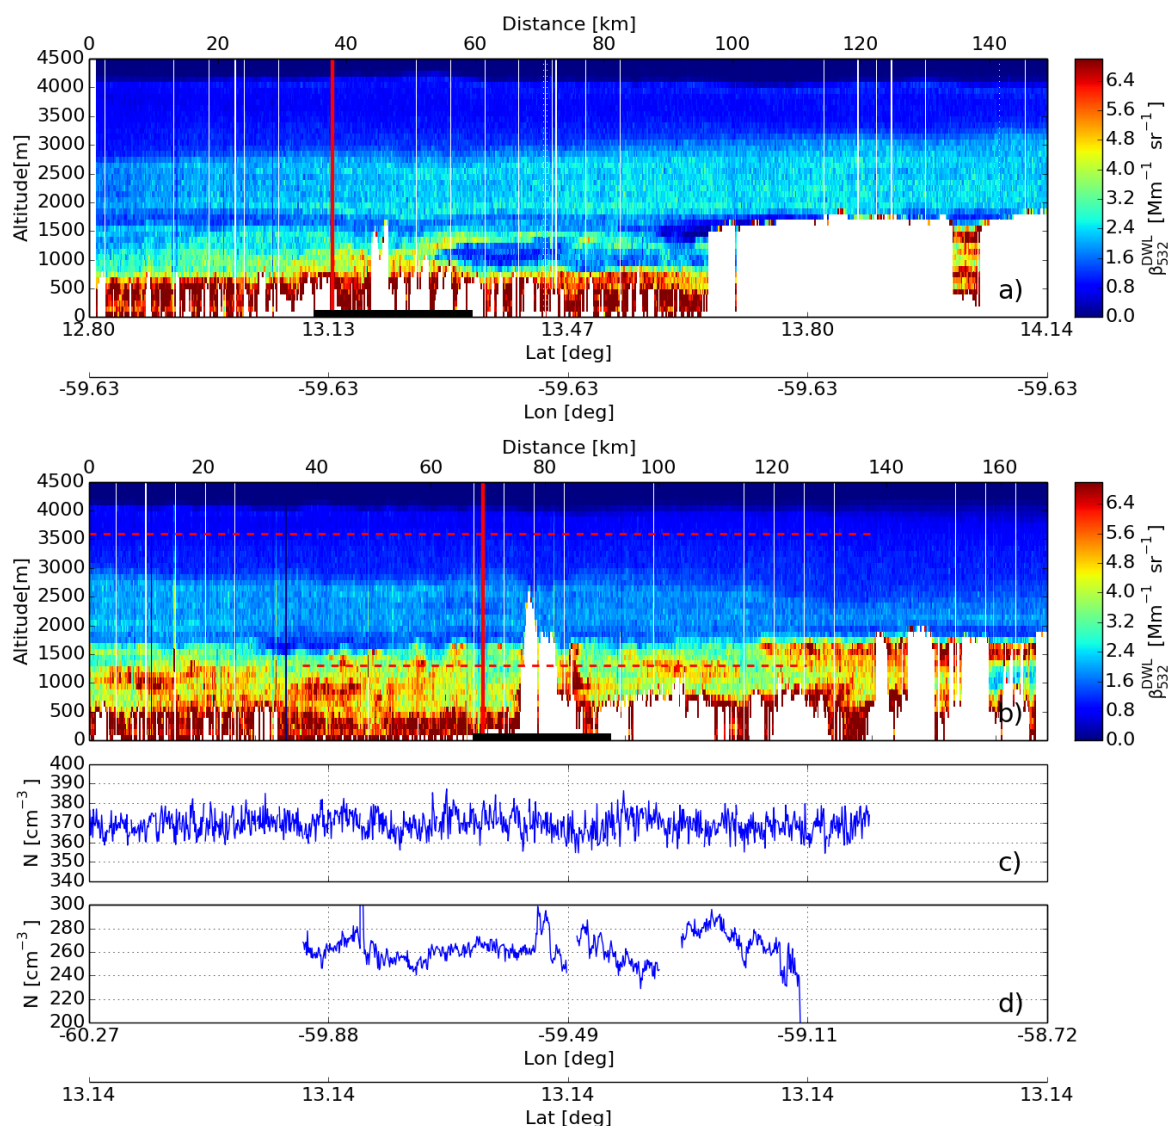 Distance [km]
0 20 40 60 80 100 120 140
4500
4000
3500
3000
2500
2000
1500
1000
500
0
Altitude[m]
a)
12.80 13.13 13.47 13.80 14.14
Lat [deg]
-59.63 -59.63 -59.63 -59.63 -59.63
Lon [deg]
6.4
5.6
4.8
4.0
3.2
2.4
1.6
0.8
0.0
β532DWL [Mm−1 sr−1]
Distance [km]
0 20 40 60 80 100 120 140 160
4500
4000
3500
3000
2500
2000
1500
1000
500
0
Altitude[m]
b)
6.4
5.6
4.8
4.0
3.2
2.4
1.6
0.8
0.0
β532DWL [Mm−1 sr−1]
400
390
380
370
360
350
340
N [cm−3 ]
c)
300
280
260
240
220
200
N [cm−3 ]
d)
-60.27 -59.88 -59.49 -59.11 -58.72
Lon [deg]
13.14 13.14 13.14 13.14 13.14
Lat [deg]